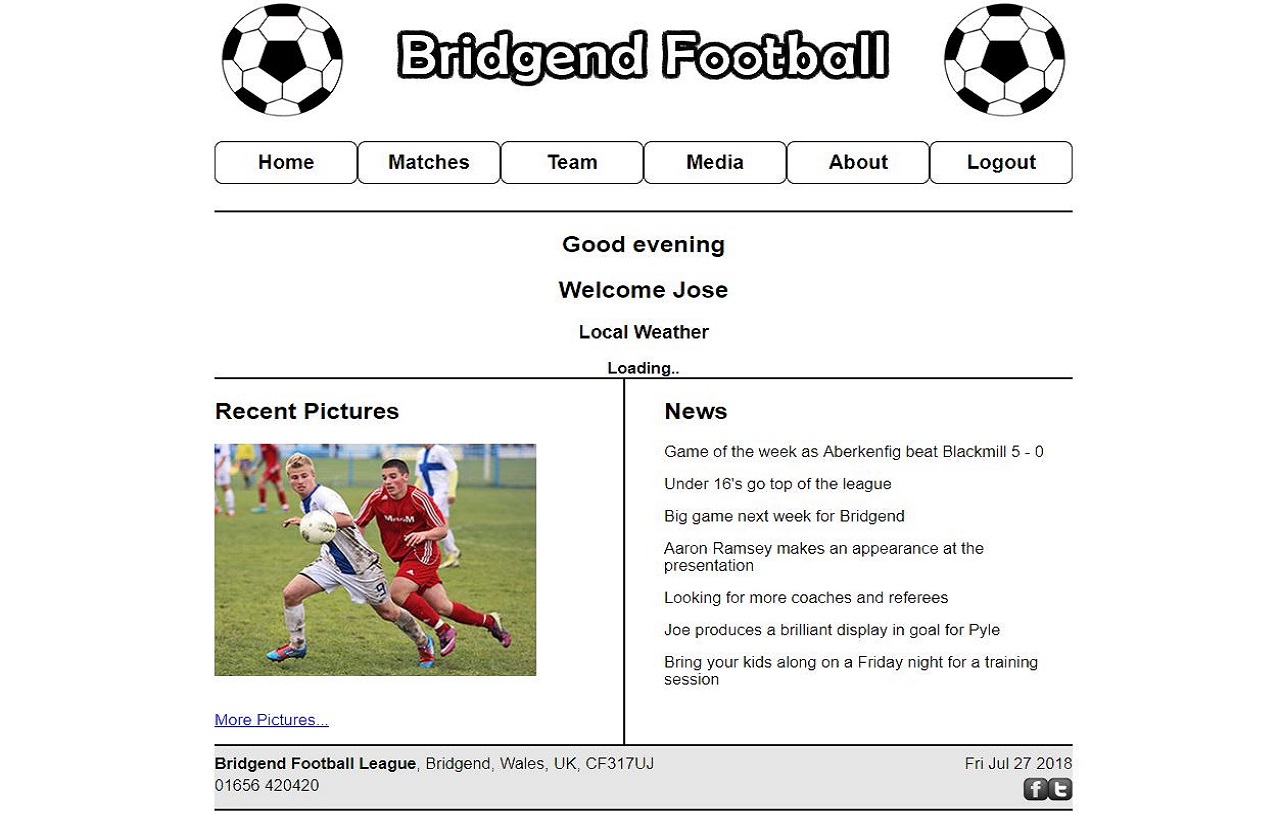 Bridgend Football
Home Matches Team Media About Logout
Good evening
Welcome Jose
Local Weather
Loading..
Recent Pictures
9
More Pictures...
News
Game of the week as Aberkenfig beat Blackmill 5 - 0
Under 16's go top of the league
Big game next week for Bridgend
Aaron Ramsey makes an appearance at the
presentation
Looking for more coaches and referees
Joe produces a brilliant display in goal for Pyle
Bring your kids along on a Friday night for a training
session
Bridgend Football League, Bridgend, Wales, UK, CF317UJ
01656 420420
Fri Jul 27 2018
f t